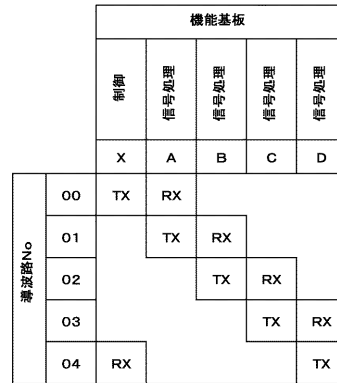 機能基板
制御 信号処理 信号処理 信号処理 信号処理
X A B C D
導波路No
00 TX RX
01 TX RX
02 TX RX
03 TX RX
04 RX TX